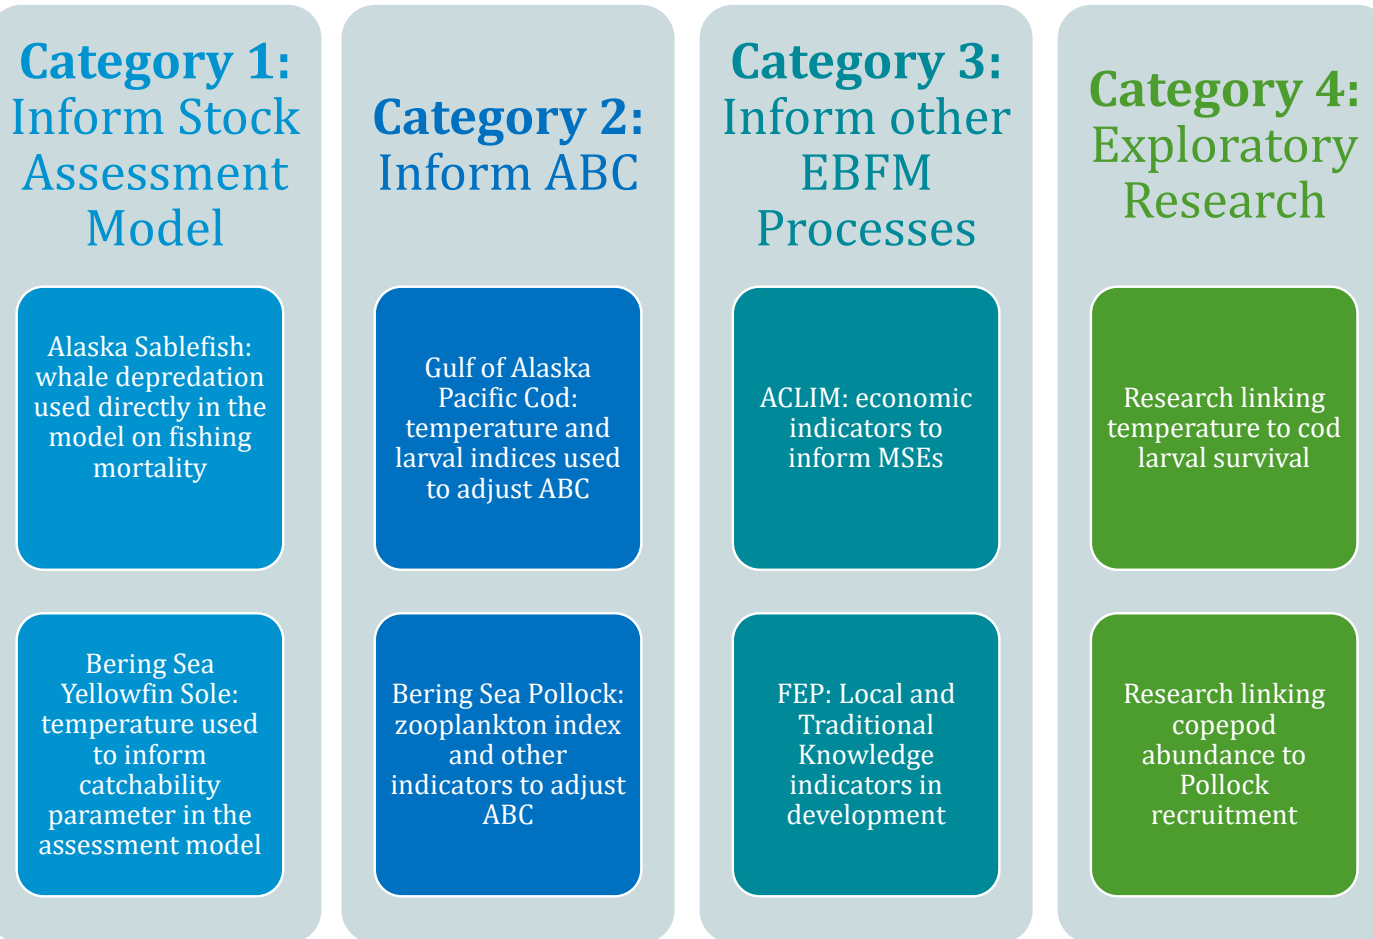 Category 1:
Inform Stock
Assessment
Model
Alaska Sablefish:
whale depredation
used directly in the
model on fishing
mortality
Bering Sea
Yellowfin Sole:
temperature used
to inform
catchability
parameter in the
assessment model
Category 2:
Inform ABC
Gulf of Alaska
Pacific Cod:
temperature and
larval indices used
to adjust ABC
Bering Sea Pollock:
zooplankton index
and other
indicators to adjust
ABC
Category 3:
Inform other
EBFM
Processes
ACLIM: economic
indicators to
inform MSEs
FEP: Local and
Traditional
Knowledge
indicators in
development
Category 4:
Exploratory
Research
Research linking
temperature to cod
larval survival
Research linking
copepod
abundance to
Pollock
recruitment